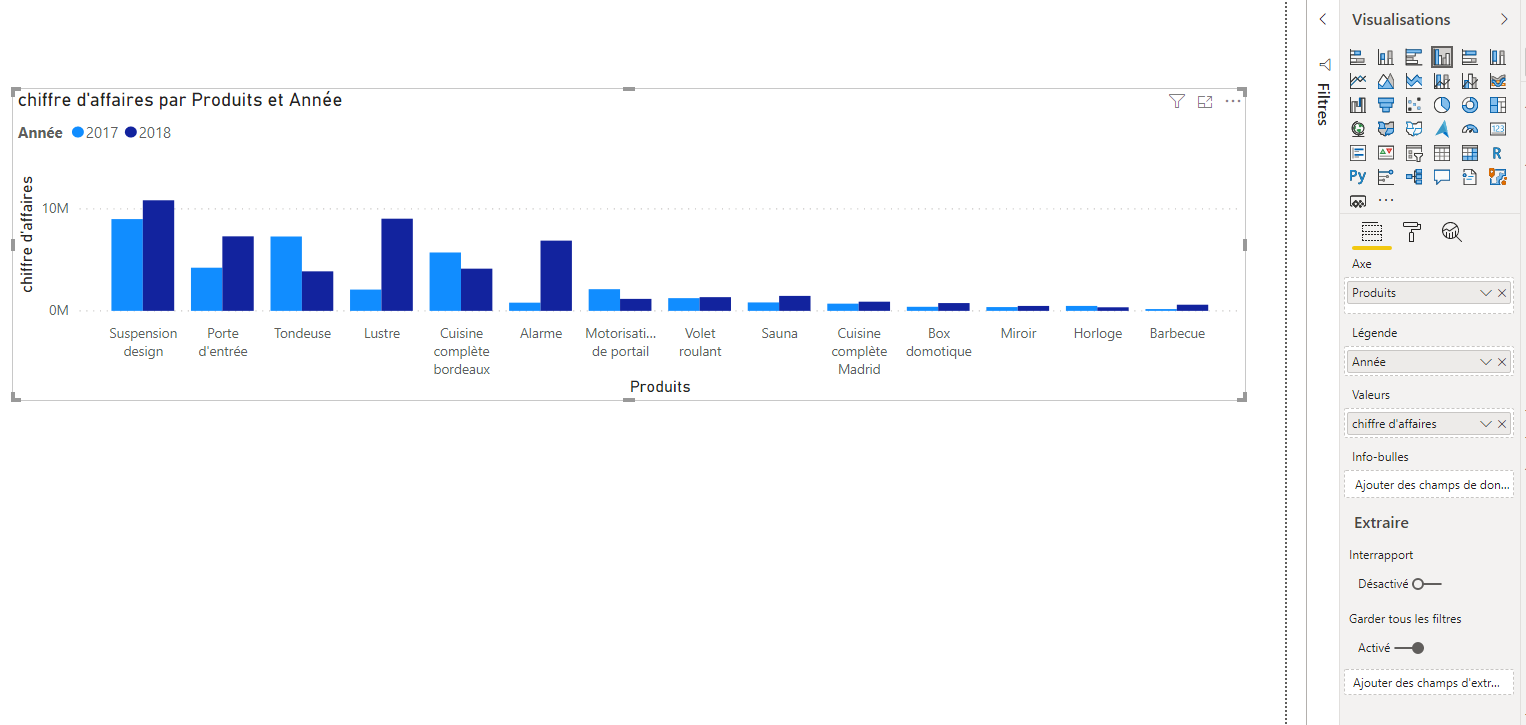 chiffre d'affaires par Produits et Année
Année 2017 2018
chiffre d'affaires
10M
0M
Suspension design
Porte d'entrée
Tondeuse
Lustre
Cuisine complète bordeaux
Alarme
Motorisati... de portail
Volet roulant
Sauna
Cuisine complète Madrid
Box domotique
Miroir
Horloge
Barbecue
Produits
Filtres
Visualisations
123
R
Py
...
Axe
Produits
Légende
Année
Valeurs
chiffre d'affaires
Info-bulles
Ajouter des champs de don...
Extraire
Interrapport
Désactivé
Garder tous les filtres
Activé
Ajouter des champs d'extr...